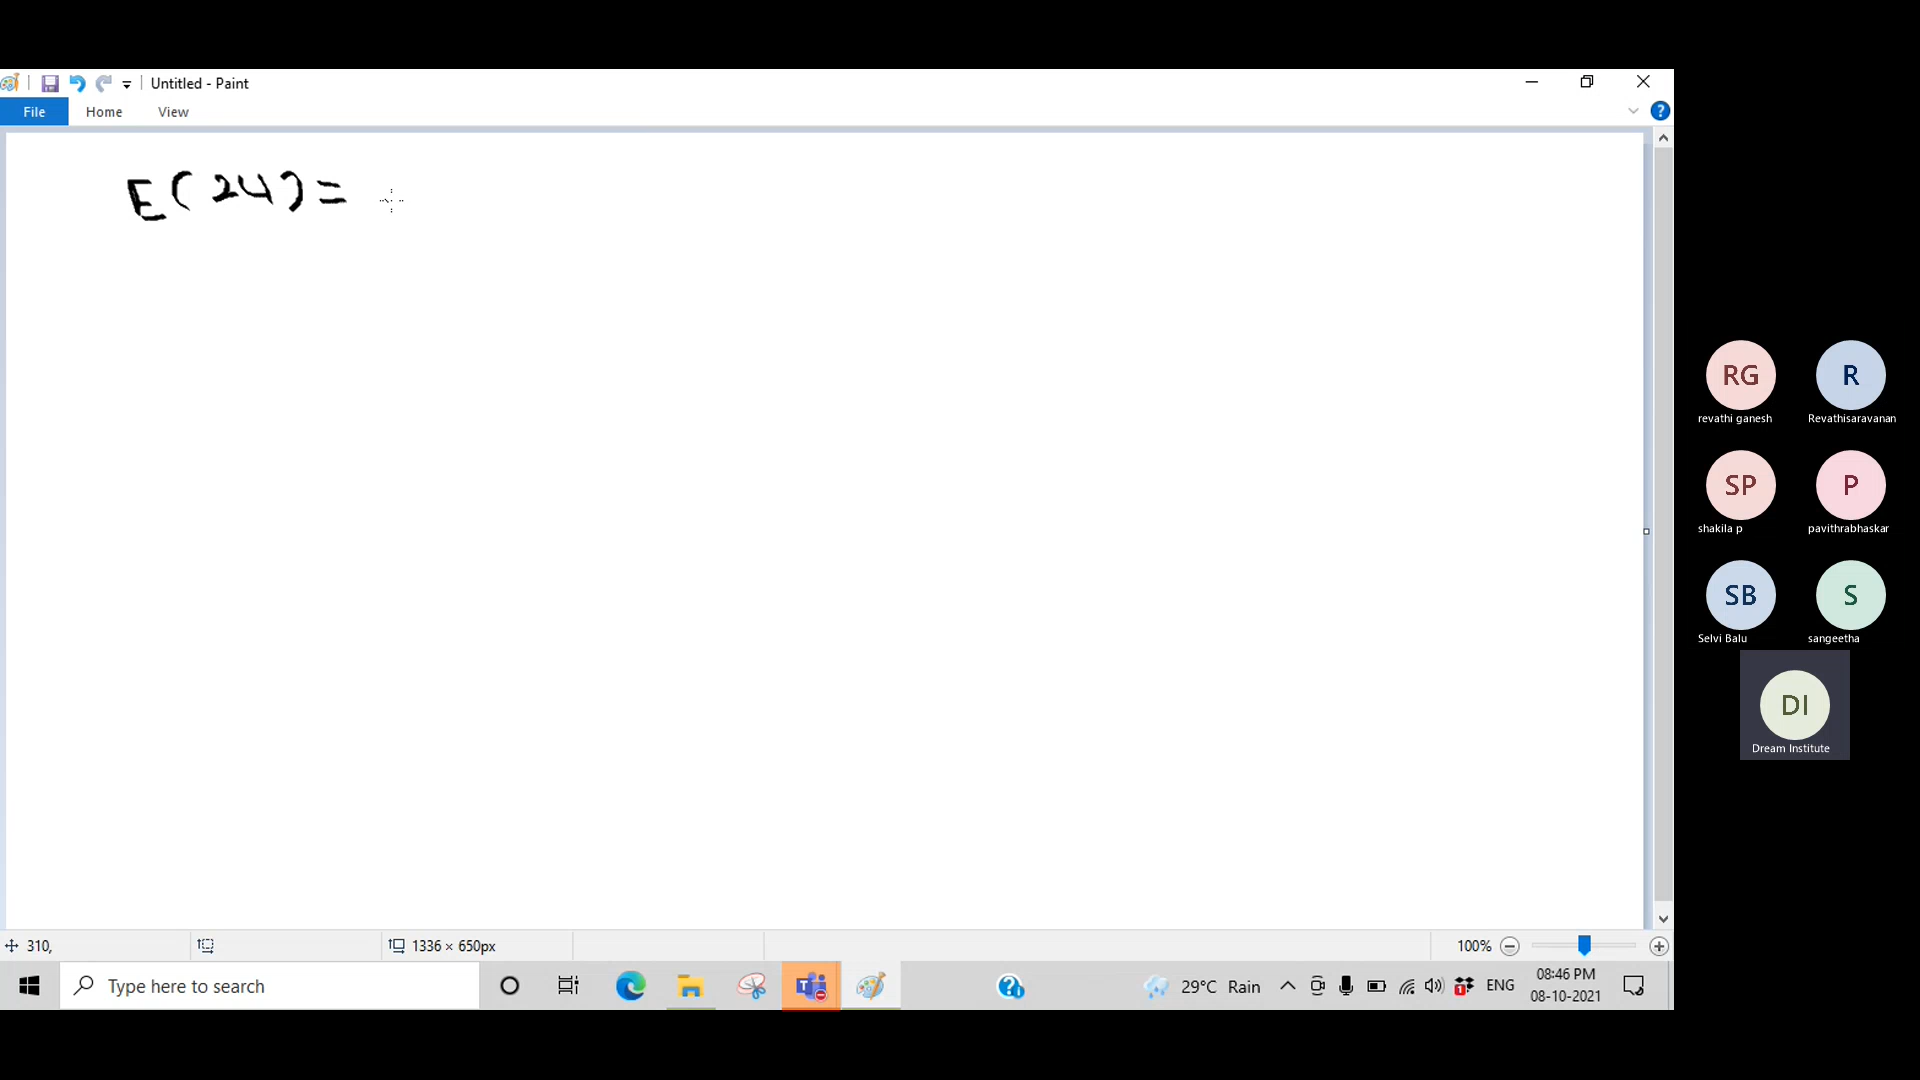 Untitled - Paint
File Home View
E(24)=
RG R
revathi ganesh Revathisaravanan
SP P
shakila p pavithrabhaskar
SB S
Selvi Balu sangeetha
DI
Dream Institute
310, 1336 × 650px 100%
Type here to search 29°C Rain ENG 08:46 PM
08-10-2021